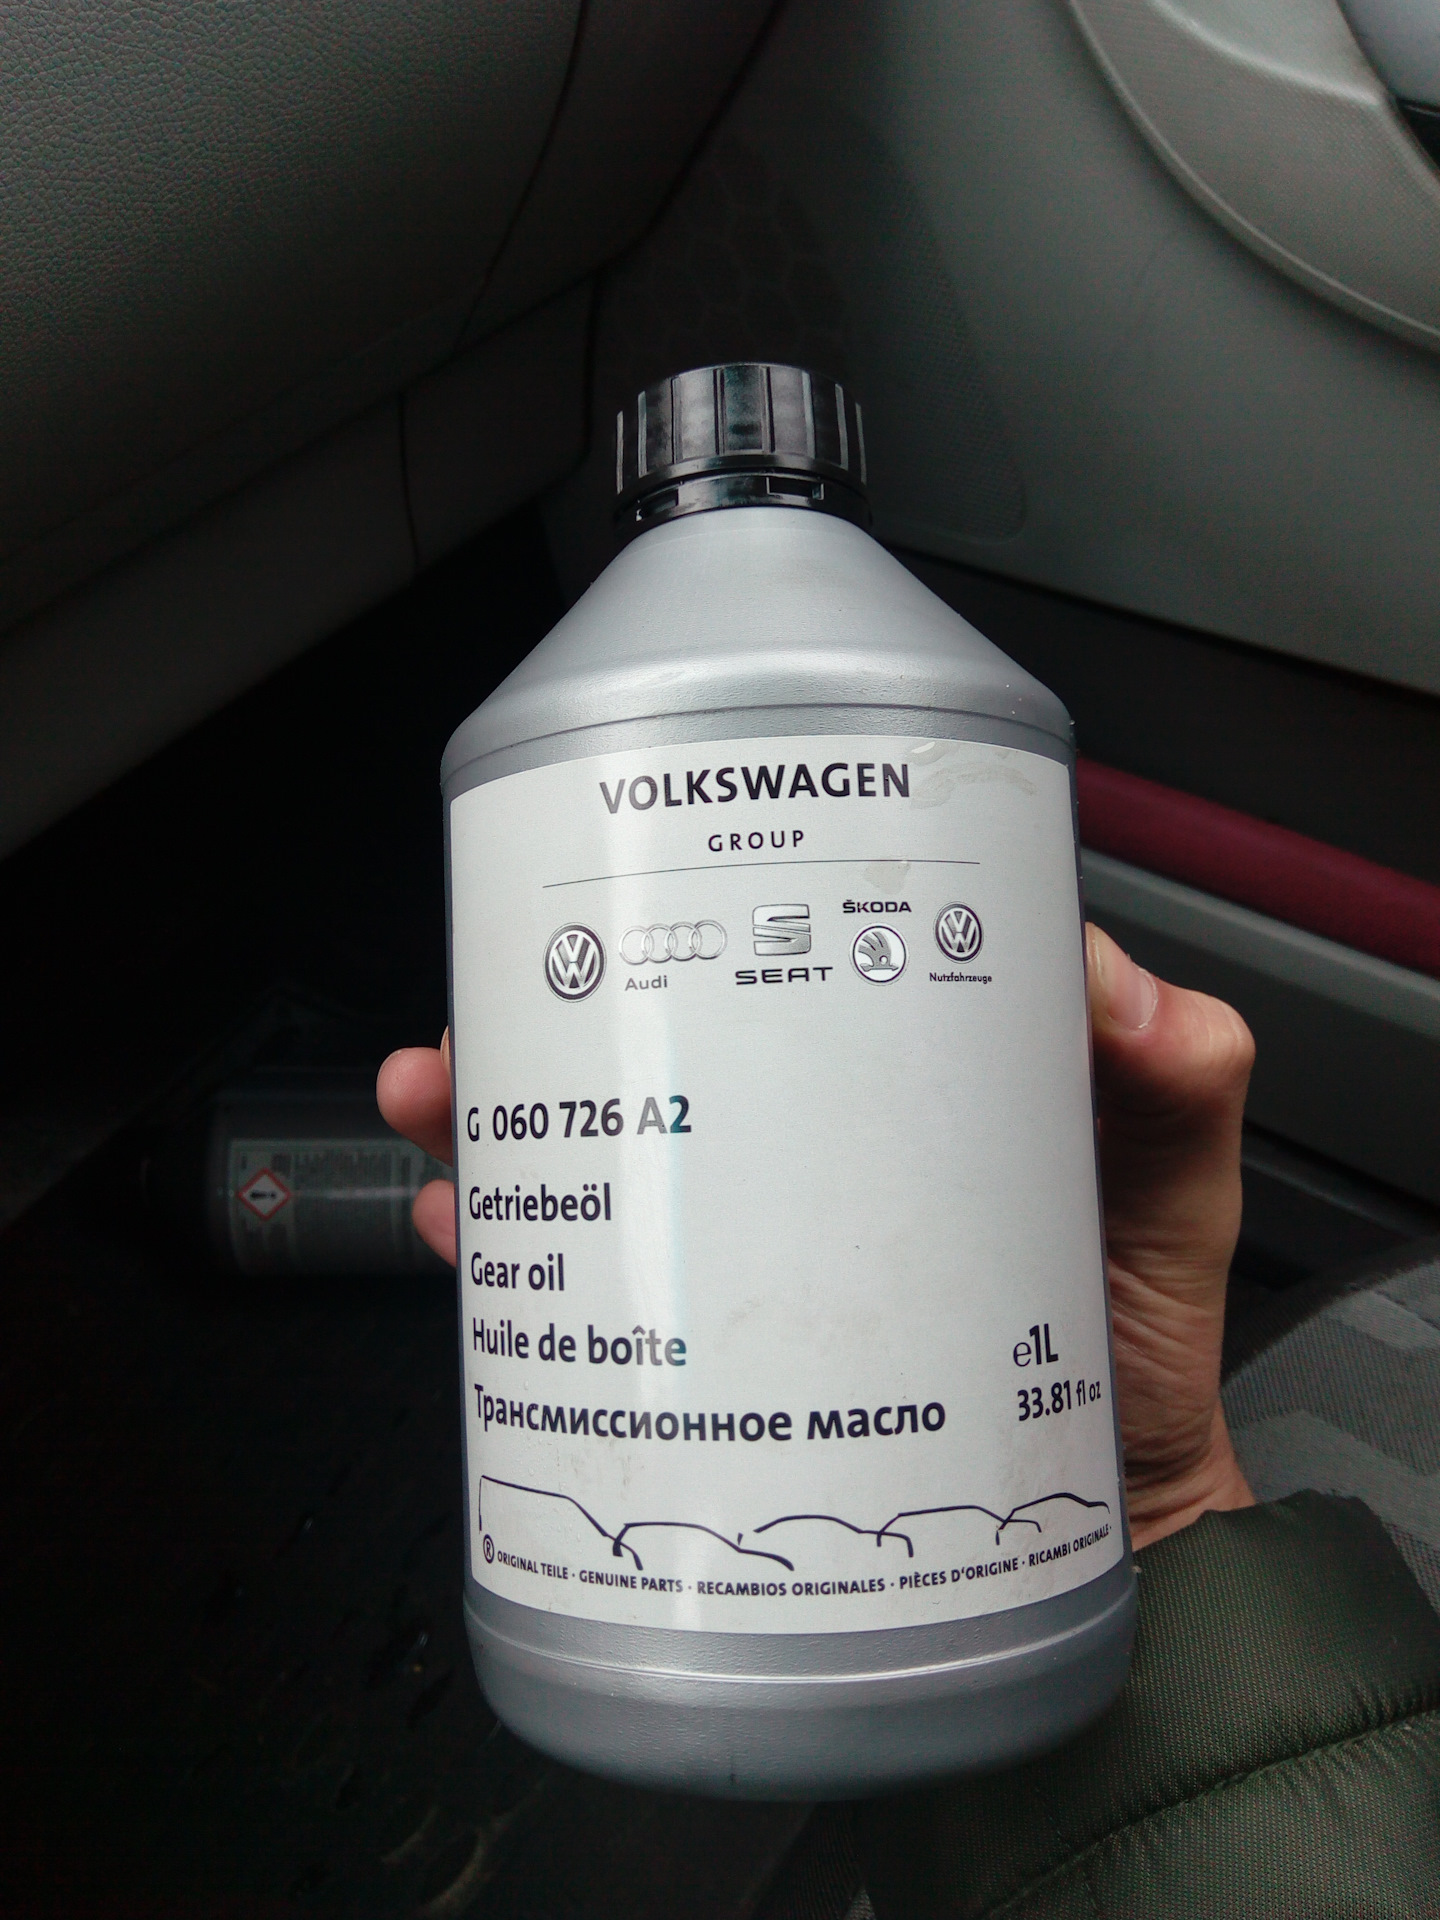 VOLKSWAGEN
GROUP
Audi
SEAT
ŠKODA
Nutzfahrzeuge
G 060 726 A2
Getriebeöl
Gear oil
Huile de boîte
Трансмиссионное масло
e1L
33.81 fl oz
® ORIGINAL TEILE · GENUINE PARTS · RECAMBIOS ORIGINALES · PIÈCES D'ORIGINE · RICAMBI ORIGINALI ·